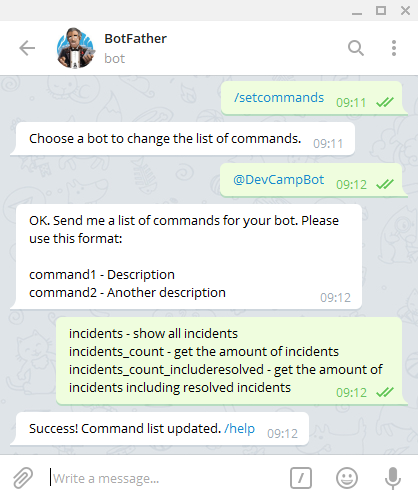 BotFather
bot
/setcommands 09:11
Choose a bot to change the list of commands. 09:11
@DevCampBot 09:12
OK. Send me a list of commands for your bot. Please
use this format:
command1 - Description
command2 - Another description 09:12
incidents - show all incidents
incidents_count - get the amount of incidents
incidents_count_includeresolved - get the amount of
incidents including resolved incidents 09:12
Success! Command list updated. /help 09:12
Write a message...
/